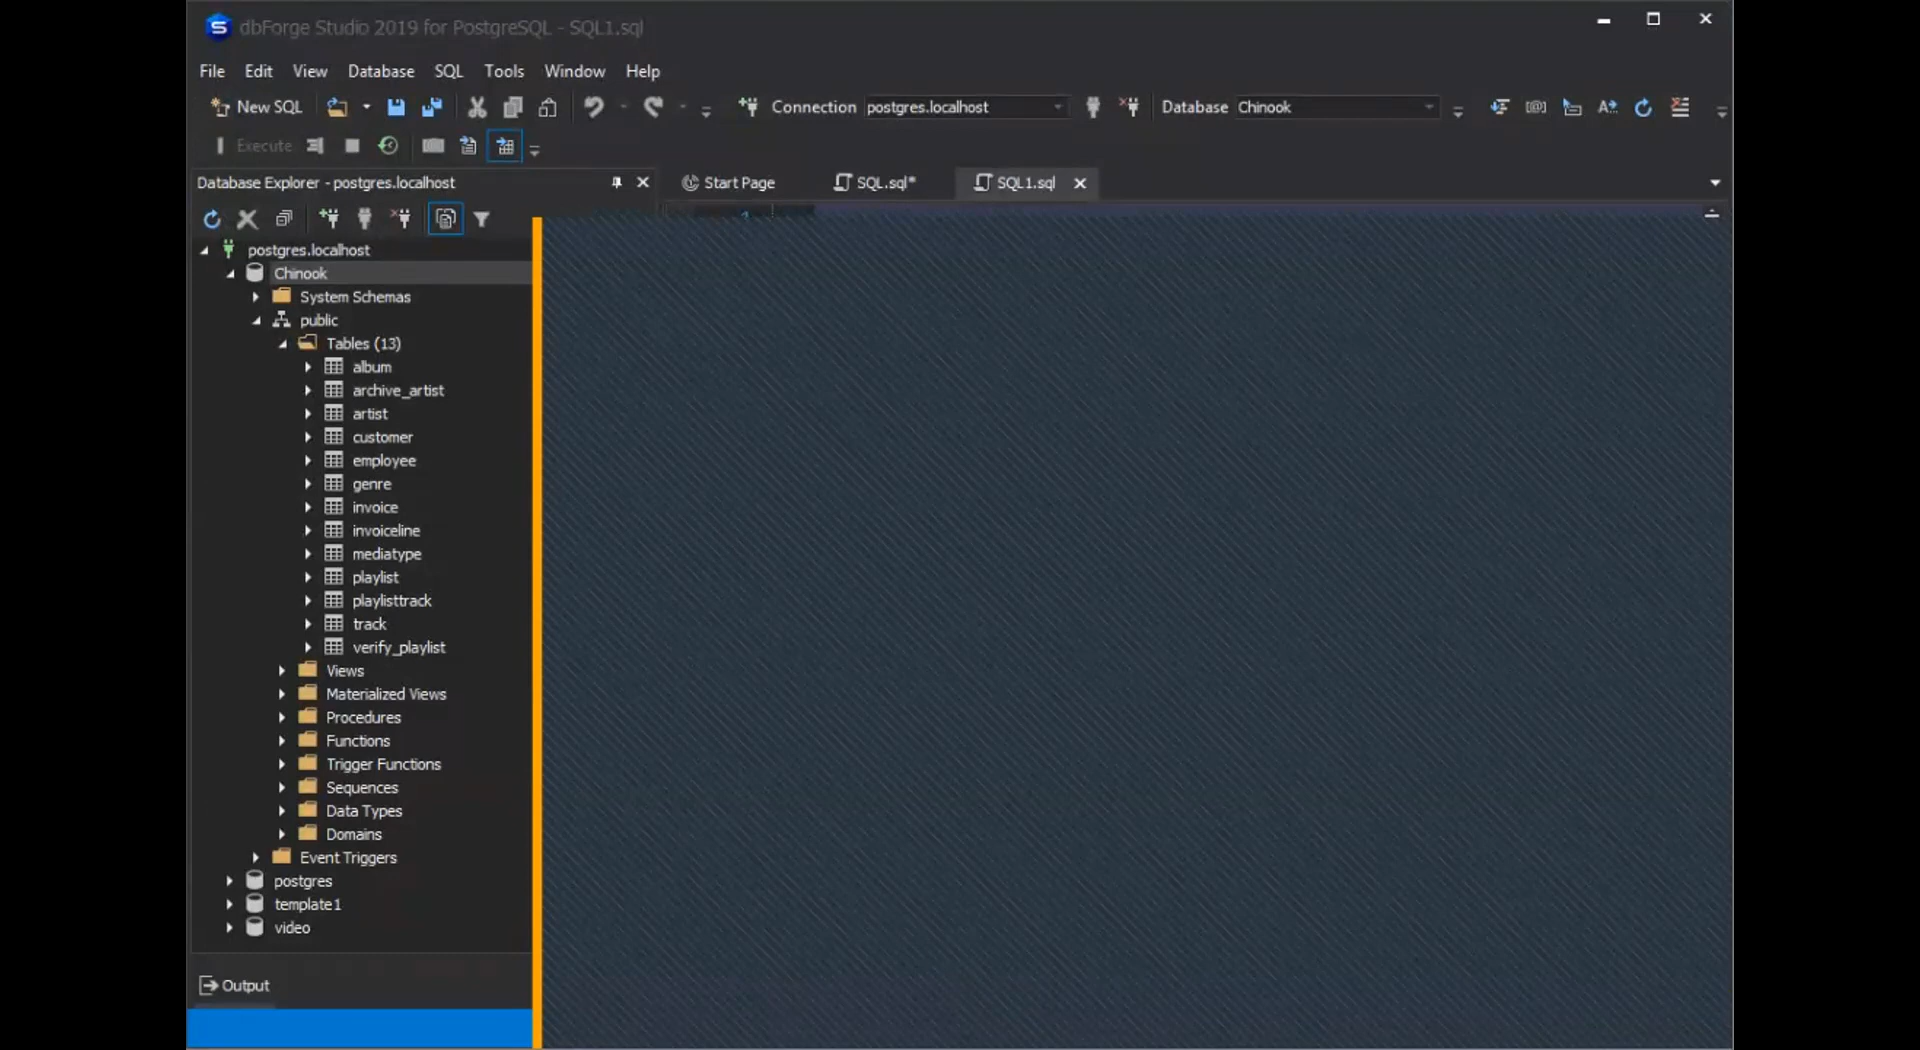 dbForge Studio 2019 for PostgreSQL - SQL1.sql
File Edit View Database SQL Tools Window Help
New SQL Connection postgres.localhost Database Chinook
Execute
Database Explorer - postgres.localhost Start Page SQL.sql* SQL1.sql
postgres.localhost
Chinook
System Schemas
public
Tables (13)
album
archive_artist
artist
customer
employee
genre
invoice
invoiceline
mediatype
playlist
playlisttrack
track
verify_playlist
Views
Materialized Views
Procedures
Functions
Trigger Functions
Sequences
Data Types
Domains
Event Triggers
postgres
template1
video
Output